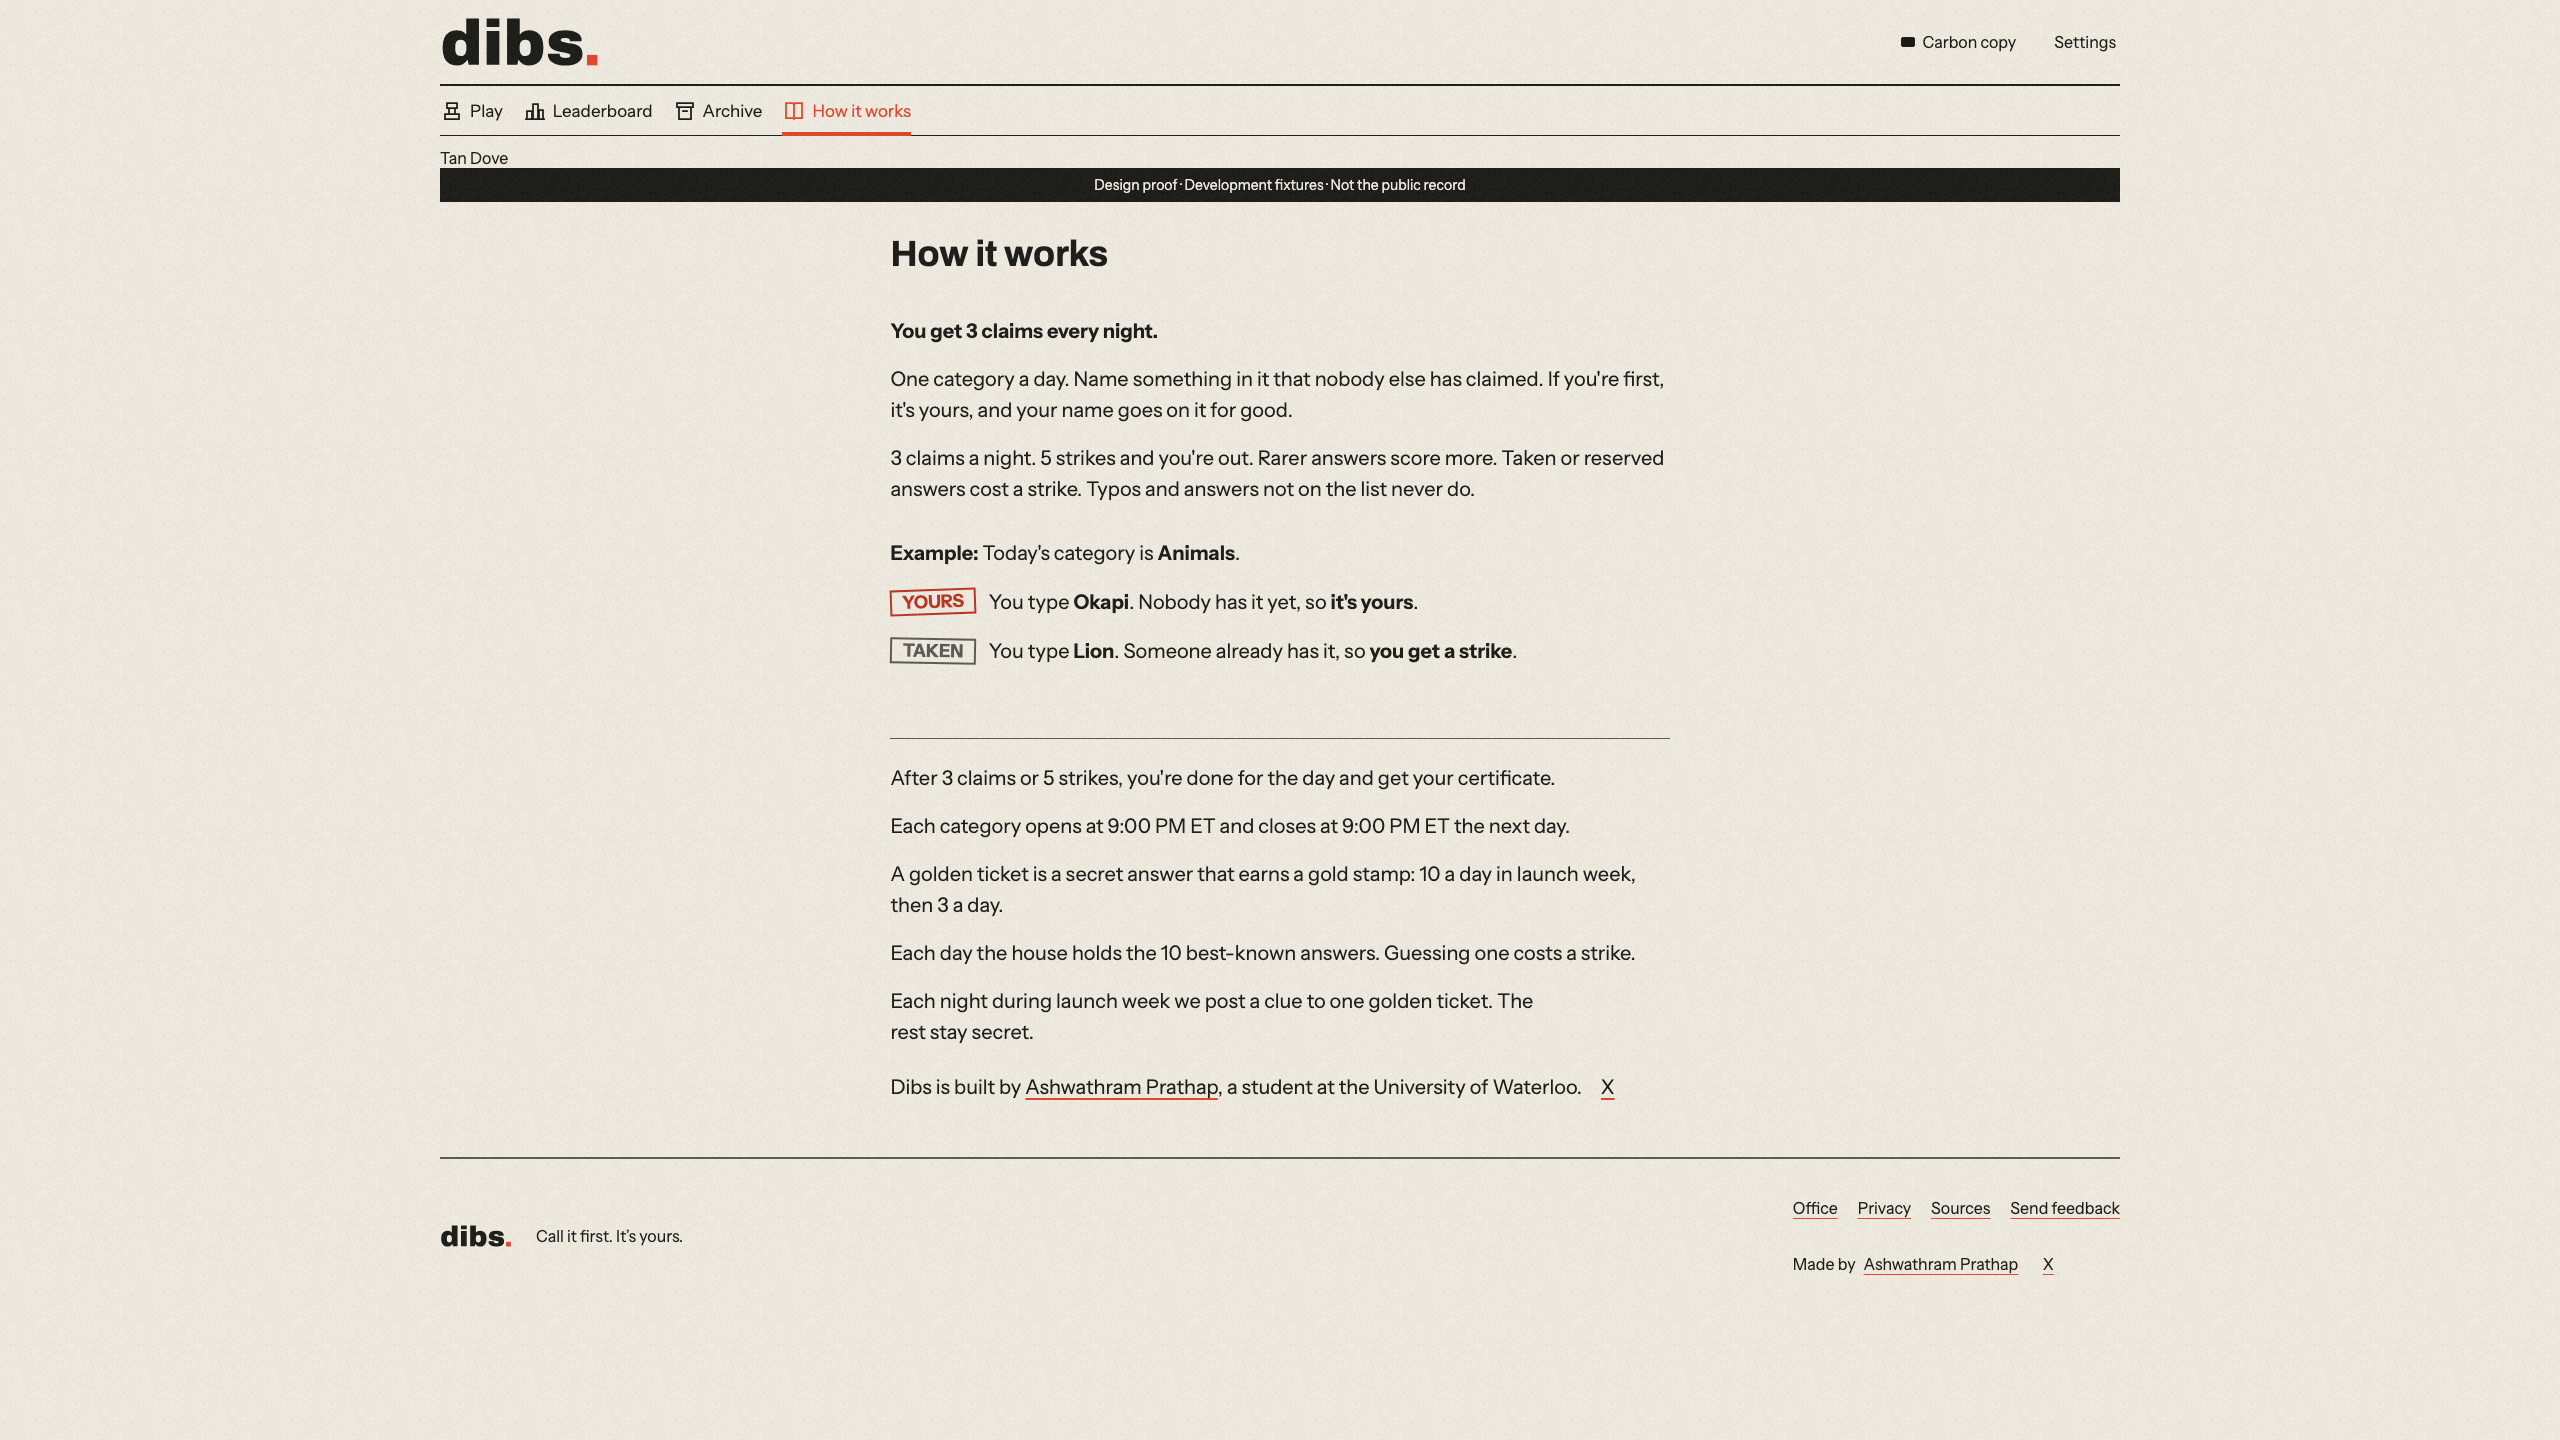 dibs.
Carbon copy
Settings
Play
Leaderboard
Archive
How it works
Tan Dove
Design proof · Development fixtures · Not the public record
How it works
You get 3 claims every night.
One category a day. Name something in it that nobody else has claimed. If you're first,
it's yours, and your name goes on it for good.
3 claims a night. 5 strikes and you're out. Rarer answers score more. Taken or reserved
answers cost a strike. Typos and answers not on the list never do.
Example: Today's category is Animals.
YOURS You type Okapi. Nobody has it yet, so it's yours.
TAKEN You type Lion. Someone already has it, so you get a strike.
After 3 claims or 5 strikes, you're done for the day and get your certificate.
Each category opens at 9:00 PM ET and closes at 9:00 PM ET the next day.
A golden ticket is a secret answer that earns a gold stamp: 10 a day in launch week,
then 3 a day.
Each day the house holds the 10 best-known answers. Guessing one costs a strike.
Each night during launch week we post a clue to one golden ticket. The
rest stay secret.
Dibs is built by Ashwathram Prathap, a student at the University of Waterloo. X
dibs. Call it first. It's yours.
Office Privacy Sources Send feedback
Made by Ashwathram Prathap X